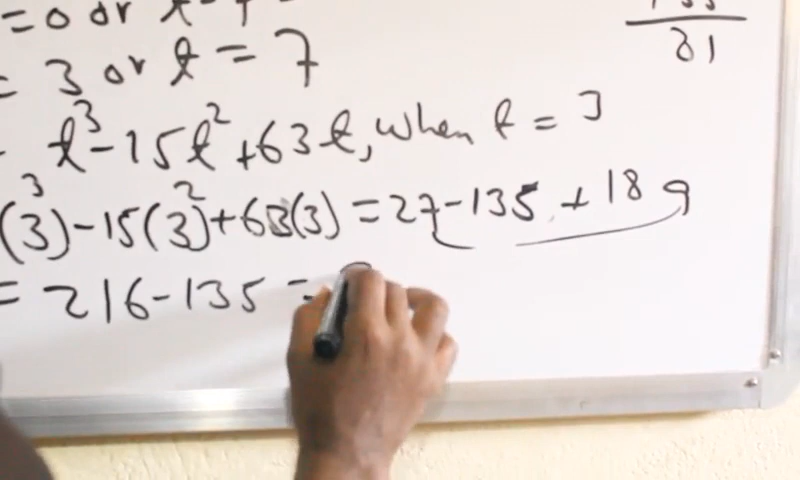 = 0 or t - 7
= 3 or t = 7
t³ - 15t² + 63t, when t = 3
(3)³ - 15(3)² + 63(3) = 27 - 135 + 189
= 216 - 135 =
81